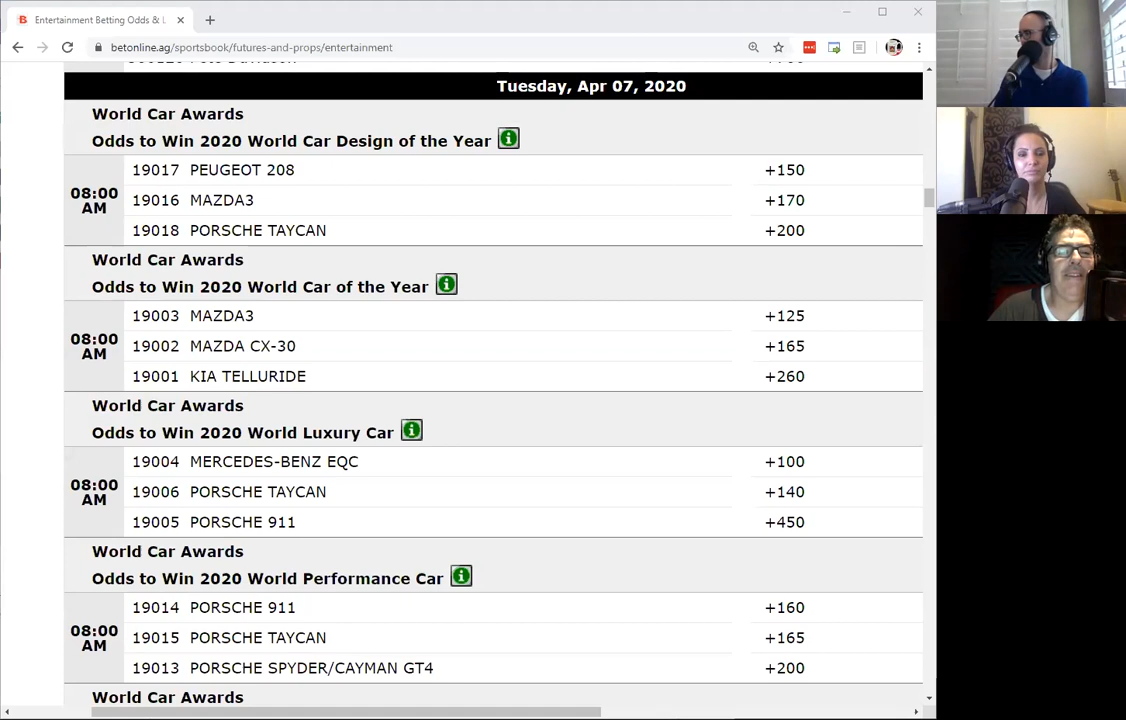 Entertainment Betting Odds & L
betonline.ag/sportsbook/futures-and-props/entertainment
Tuesday, Apr 07, 2020
World Car Awards
Odds to Win 2020 World Car Design of the Year
08:00 AM
19017 PEUGEOT 208 +150
19016 MAZDA3 +170
19018 PORSCHE TAYCAN +200
World Car Awards
Odds to Win 2020 World Car of the Year
08:00 AM
19003 MAZDA3 +125
19002 MAZDA CX-30 +165
19001 KIA TELLURIDE +260
World Car Awards
Odds to Win 2020 World Luxury Car
08:00 AM
19004 MERCEDES-BENZ EQC +100
19006 PORSCHE TAYCAN +140
19005 PORSCHE 911 +450
World Car Awards
Odds to Win 2020 World Performance Car
08:00 AM
19014 PORSCHE 911 +160
19015 PORSCHE TAYCAN +165
19013 PORSCHE SPYDER/CAYMAN GT4 +200
World Car Awards